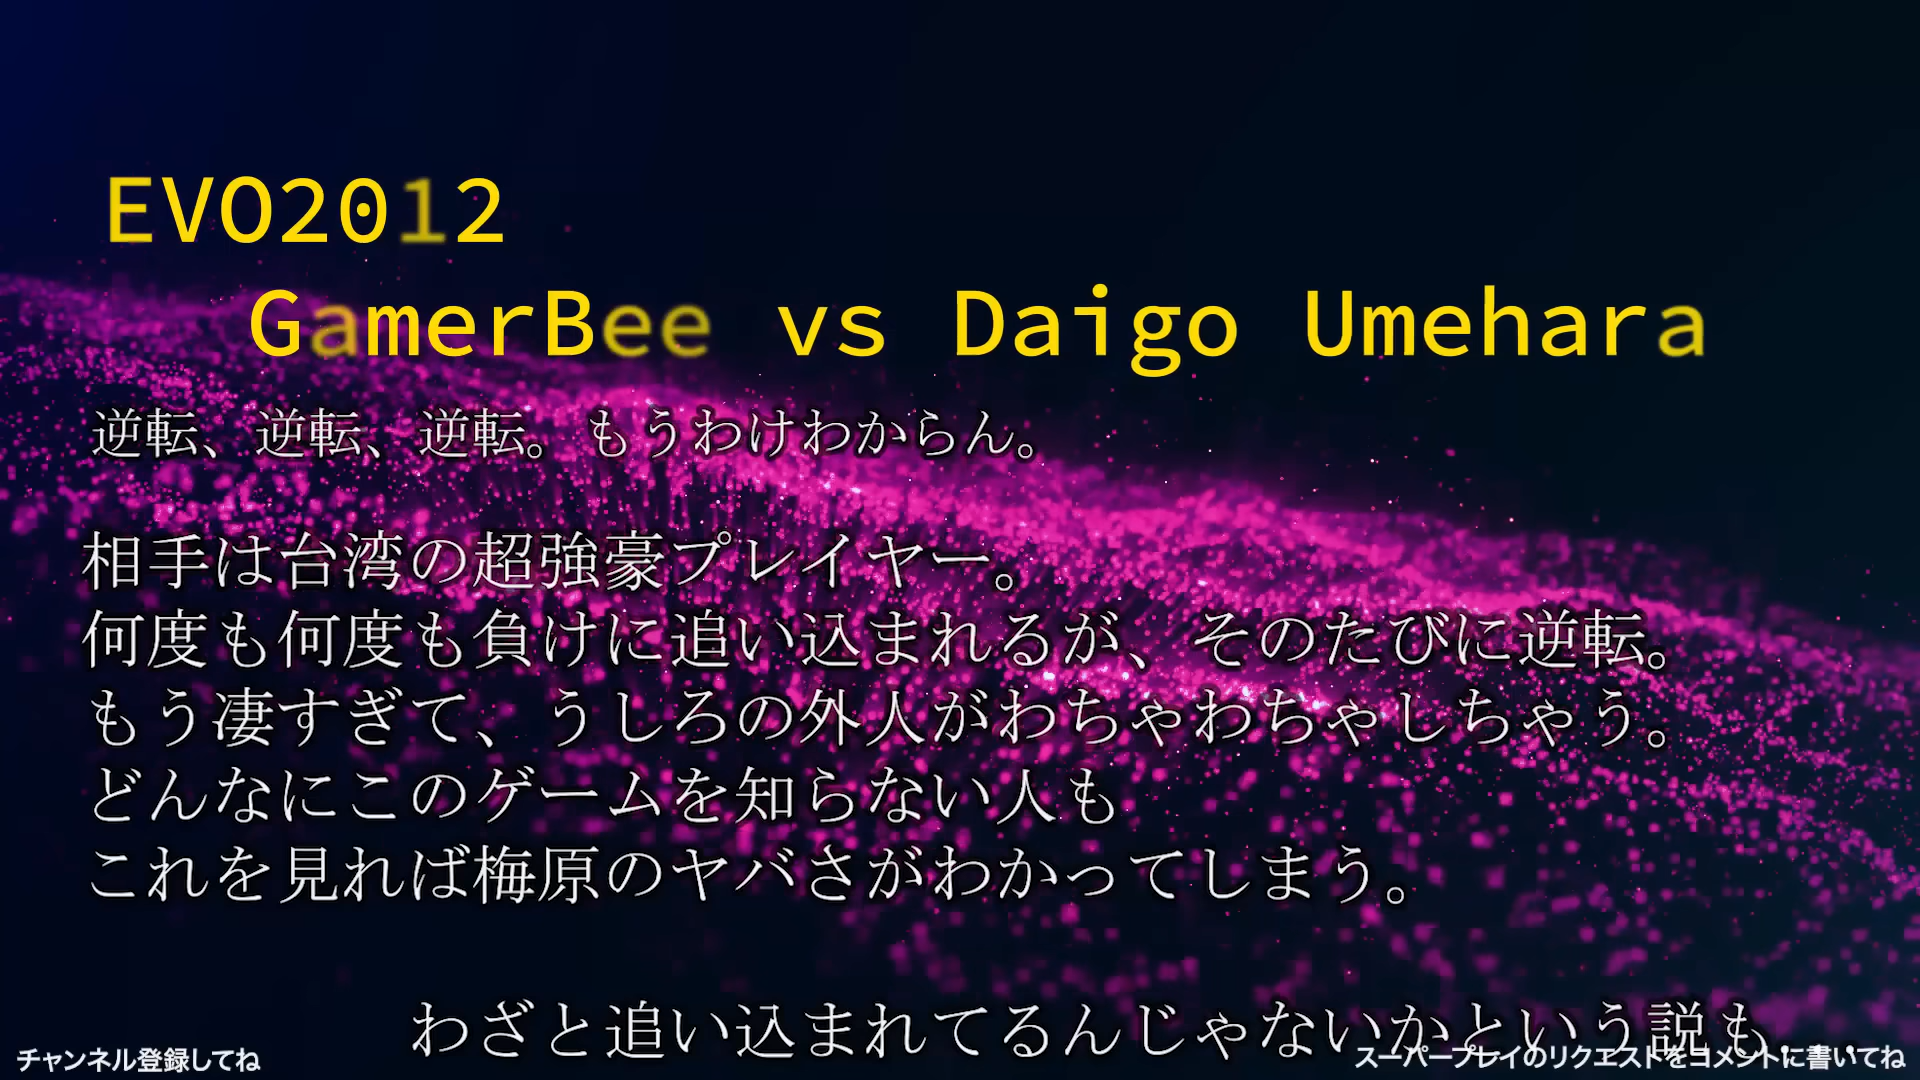 EVO2012
GamerBee vs Daigo Umehara
逆転、逆転、逆転。もうわけわからん。
相手は台湾の超強豪プレイヤー。
何度も何度も負けに追い込まれるが、そのたびに逆転。
もう凄すぎて、うしろの外人がわちゃわちゃしちゃう。
どんなにこのゲームを知らない人も
これを見れば梅原のヤバさがわかってしまう。
わざと追い込まれてるんじゃないかという説も...
チャンネル登録してね
スーパープレイのリクエストをコメントに書いてね